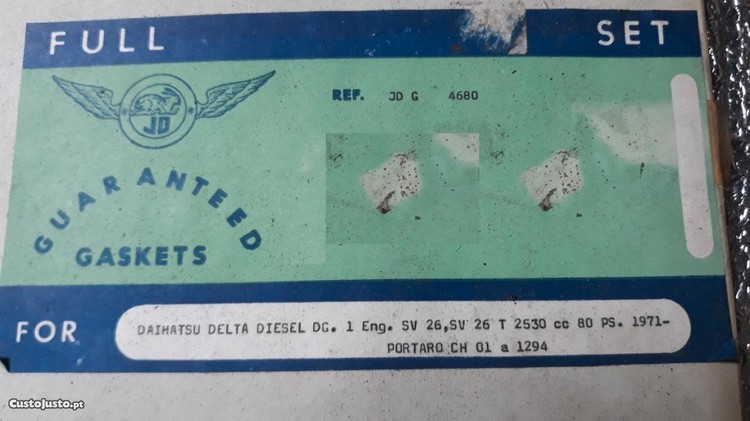 FULL SET
REF. JD G 4680
JD
GUARANTEED
GASKETS
FOR
DAIHATSU DELTA DIESEL DG. 1 Eng. SV 26,SV 26 T 2530 cc 80 PS. 1971-
PORTARO CH 01 a 1294
CustoJusto.pt